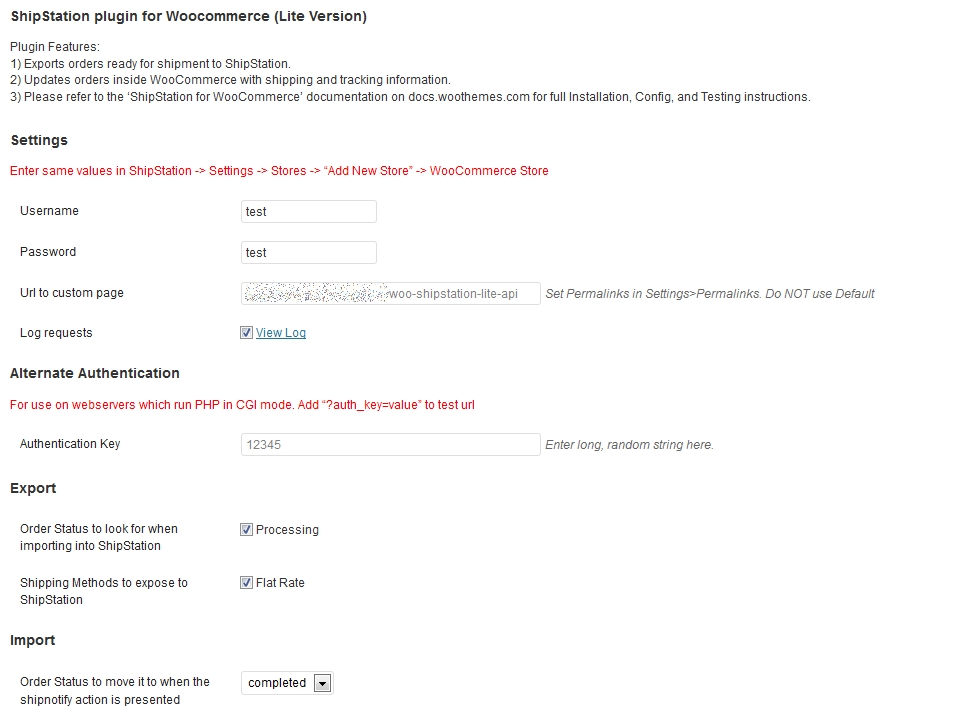 ShipStation plugin for Woocommerce (Lite Version)
Plugin Features:
1) Exports orders ready for shipment to ShipStation.
2) Updates orders inside WooCommerce with shipping and tracking information.
3) Please refer to the ‘ShipStation for WooCommerce’ documentation on docs.woothemes.com for full Installation, Config, and Testing instructions.
Settings
Enter same values in ShipStation -> Settings -> Stores -> “Add New Store” -> WooCommerce Store
Username test
Password test
Url to custom page /woo-shipstation-lite-api Set Permalinks in Settings>Permalinks. Do NOT use Default
Log requests View Log
Alternate Authentication
For use on webservers which run PHP in CGI mode. Add “?auth_key=value” to test url
Authentication Key 12345 Enter long, random string here.
Export
Order Status to look for when
importing into ShipStation
Processing
Shipping Methods to expose to
ShipStation
Flat Rate
Import
Order Status to move it to when the
shipnotify action is presented
completed